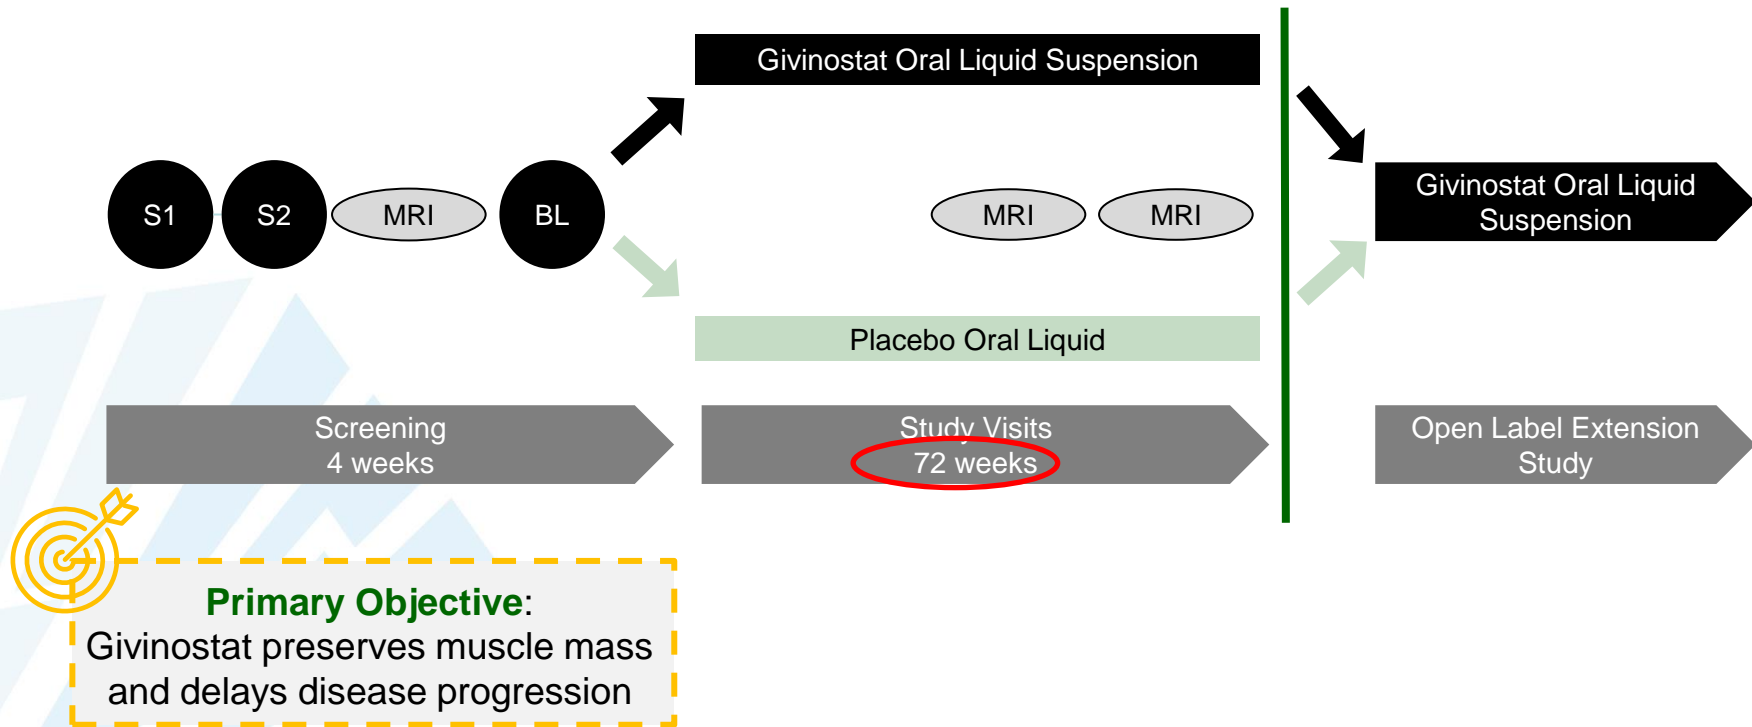 Givinostat Oral Liquid Suspension
S1
S2
MRI
BL
MRI
MRI
Givinostat Oral Liquid
Suspension
Placebo Oral Liquid
Screening
4 weeks
Study Visits
72 weeks
Open Label Extension
Study
Primary Objective:
Givinostat preserves muscle mass
and delays disease progression